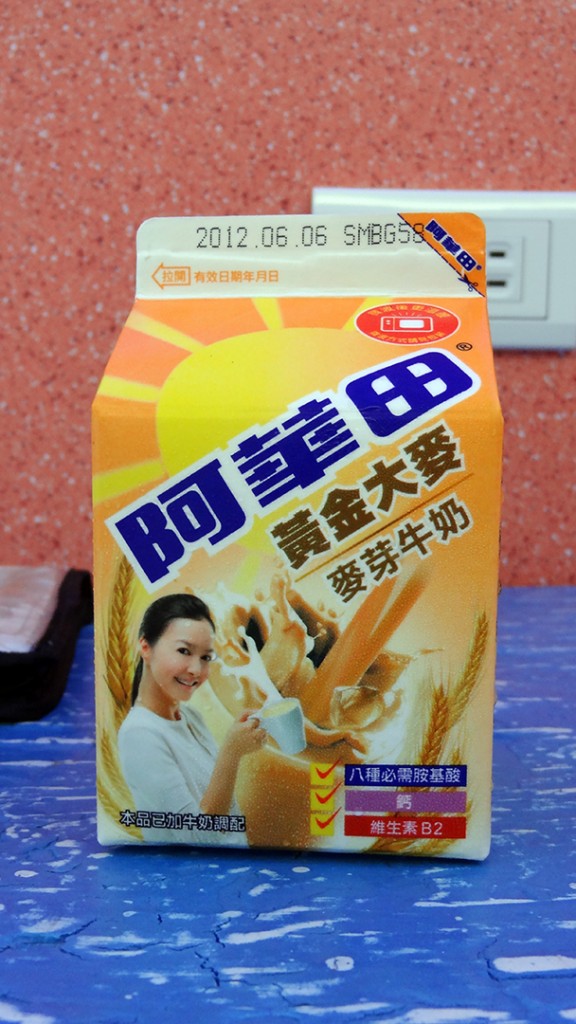 2012.06.06 SMBG58
阿華田®
拉開 有效日期年月日
阿華田®
黃金大麥
麥芽牛奶
八種必需胺基酸
鈣
維生素B2
本品已加牛奶調配